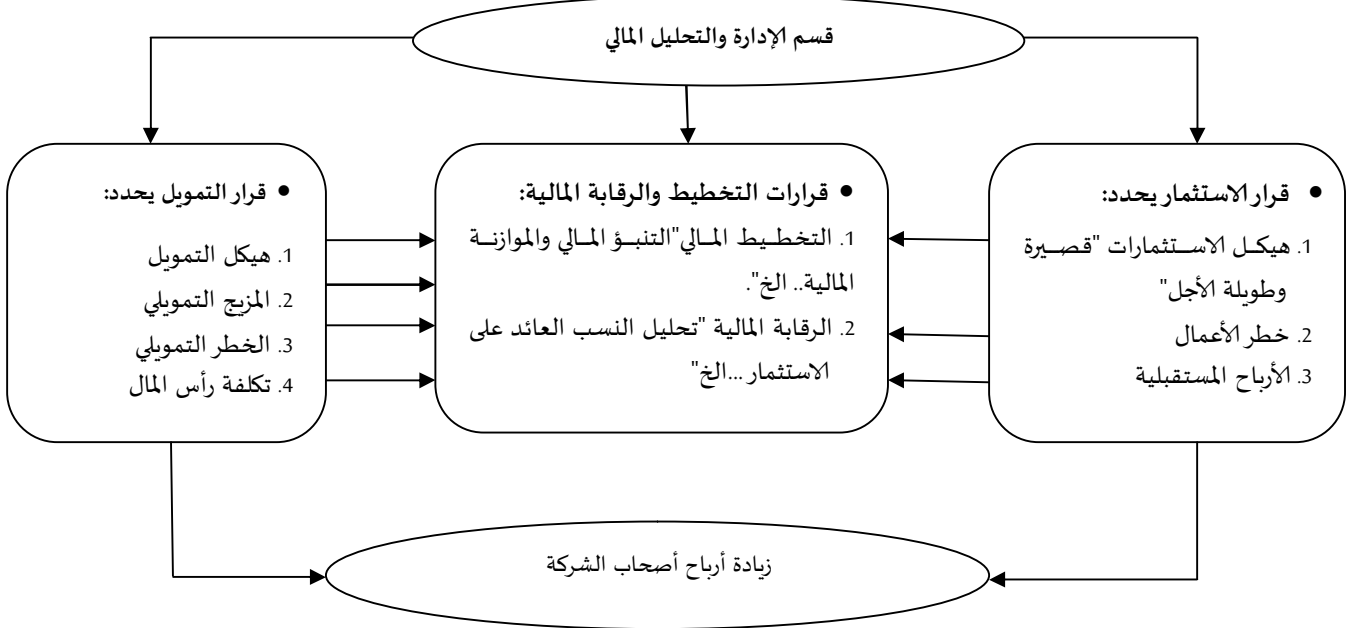 قسم الإدارة والتحليل المالي
• قرار الاستثمار يحدد:
1. هيكل الاستثمارات "قصيرة
وطويلة الأجل"
2. خطر الأعمال
3. الأرباح المستقبلية
• قرارات التخطيط والرقابة المالية:
1. التخطيط المالي"التنبؤ المالي والموازنة
المالية.. الخ".
2. الرقابة المالية "تحليل النسب العائد على
الاستثمار ...الخ"
• قرار التمويل يحدد:
1. هيكل التمويل
2. المزيج التمويلي
3. الخطر التمويلي
4. تكلفة رأس المال
زيادة أرباح أصحاب الشركة